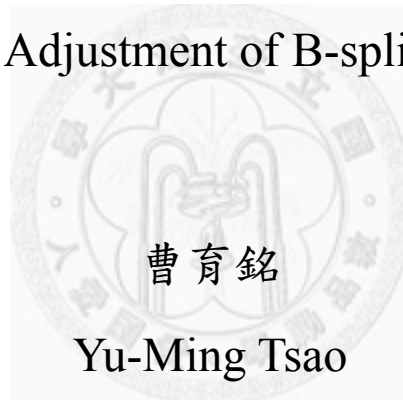 Adjustment of B-spli
曹育銘
Yu-Ming Tsao